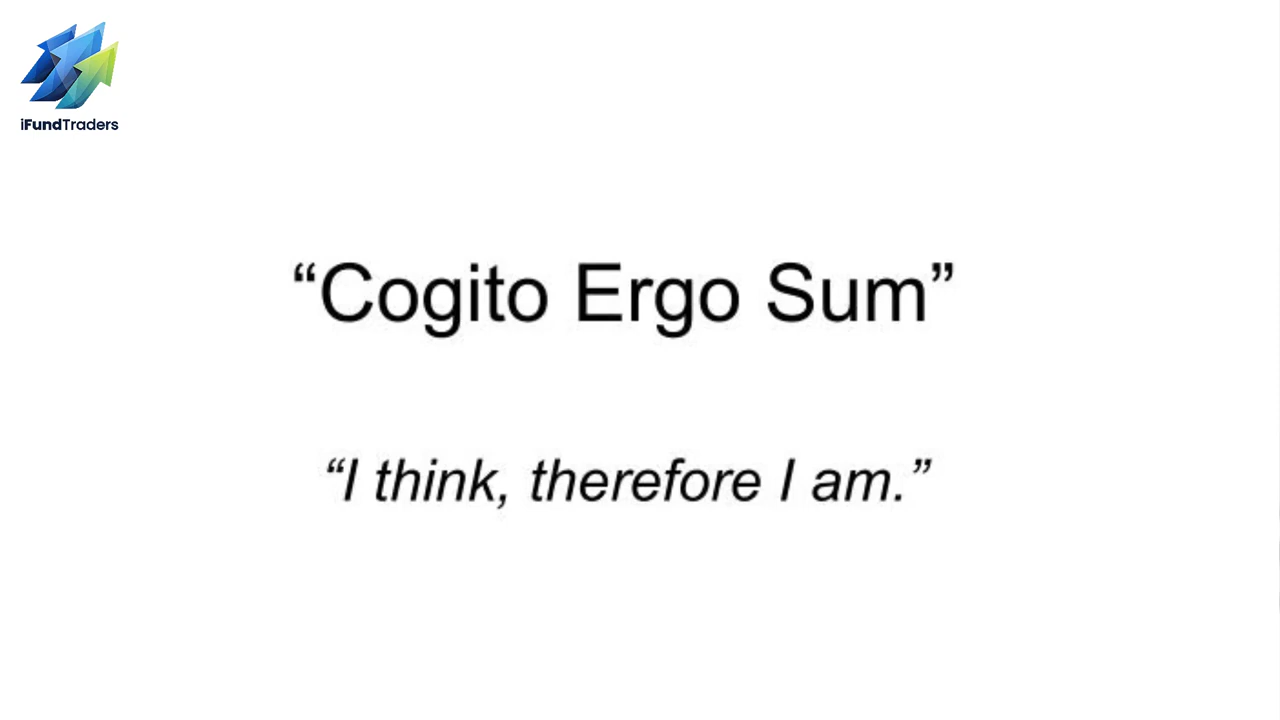 iFundTraders
“Cogito Ergo Sum”
“I think, therefore I am.”